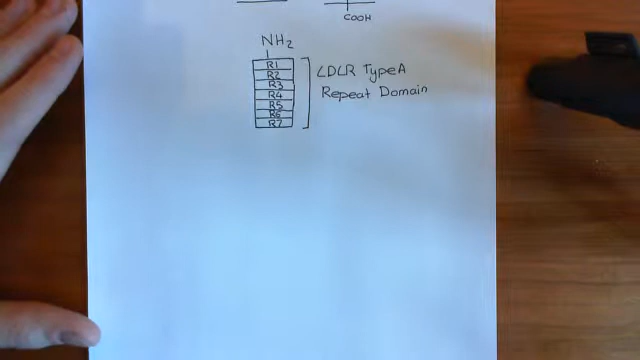 COOH
NH2
R1
R2
R3
R4
R5
R6
R7
LDLR Type A
Repeat Domain